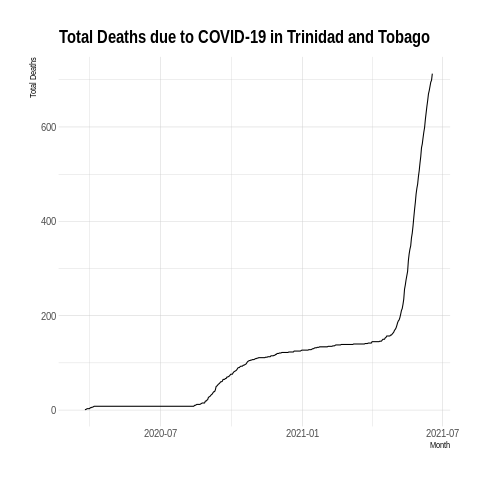 Total Deaths due to COVID-19 in Trinidad and Tobago
Total Deaths
600
400
200
0
2020-07
2021-01
2021-07
Month